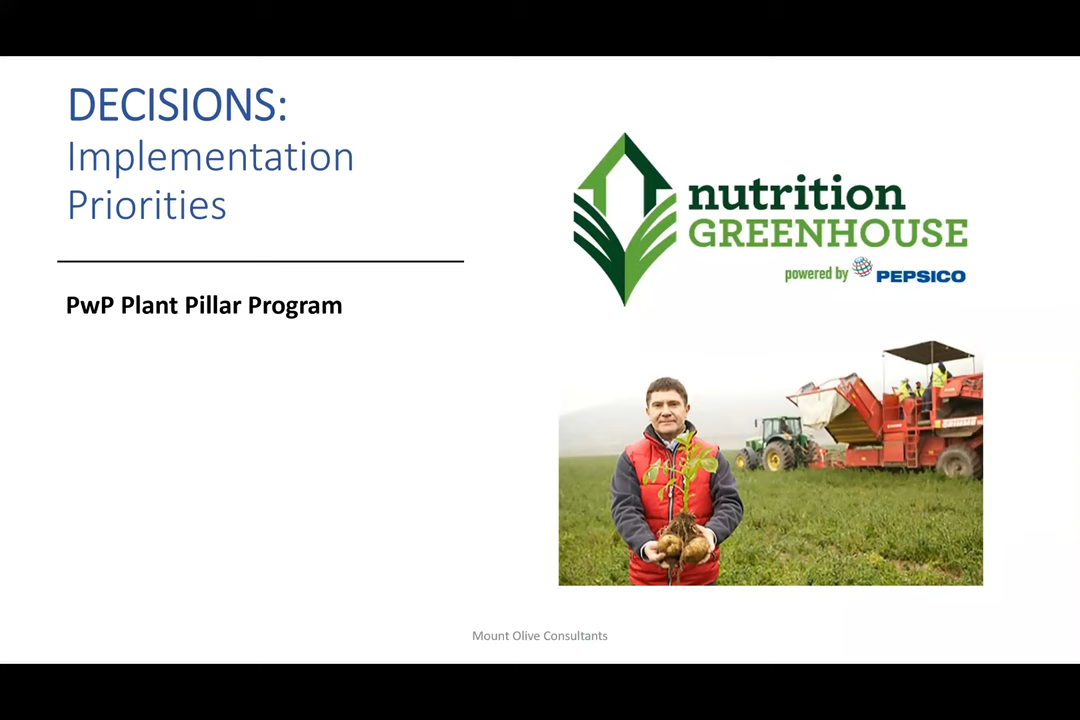 DECISIONS:
Implementation
Priorities
PwP Plant Pillar Program
nutrition
GREENHOUSE
powered by PEPSICO
Mount Olive Consultants